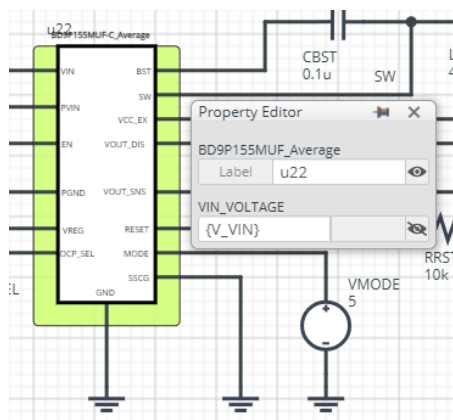 u22
BD9P155MUF-C_Average
VIN
PVIN
EN
PGND
VREG
OCP_SEL
GND
BST
SW
VCC_EX
VOUT_DIS
VOUT_SNS
RESET
MODE
SSCG
CBST
0.1u
SW
L
4
Property Editor
BD9P155MUF_Average
Label
u22
VIN_VOLTAGE
{V_VIN}
EL
VMODE
5
RRST
10k